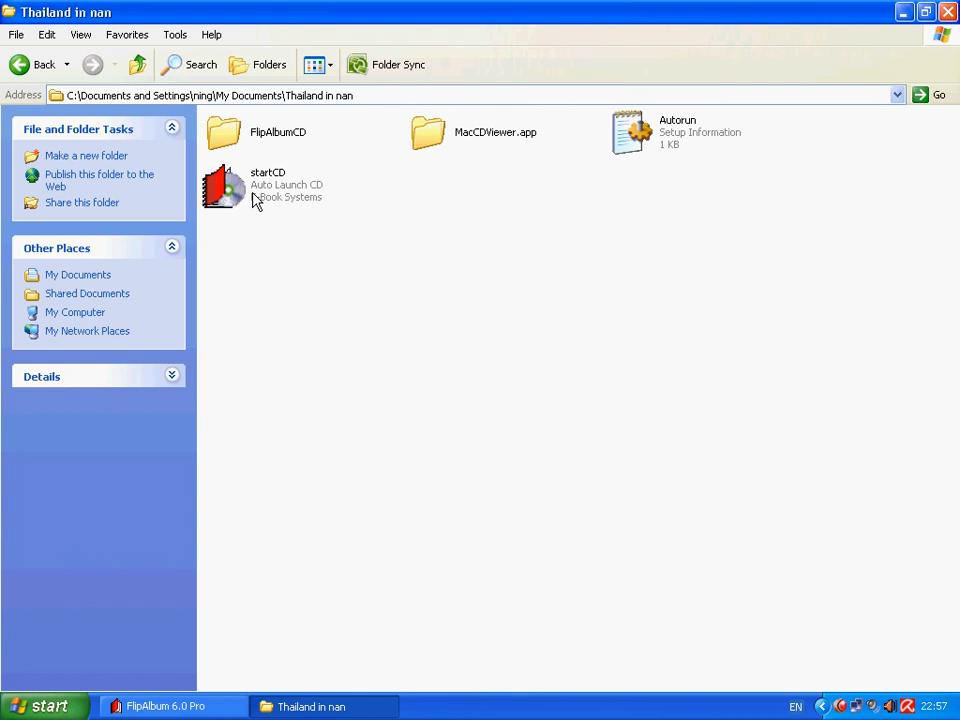 Thailand in nan
File Edit View Favorites Tools Help
Back Search Folders Folder Sync
Address C:\Documents and Settings\ning\My Documents\Thailand in nan Go
File and Folder Tasks
Make a new folder
Publish this folder to the
Web
Share this folder
Other Places
My Documents
Shared Documents
My Computer
My Network Places
Details
FlipAlbumCD
MacCDViewer.app
Autorun
Setup Information
1 KB
startCD
Auto Launch CD
Book Systems
start FlipAlbum 6.0 Pro Thailand in nan EN 22:57